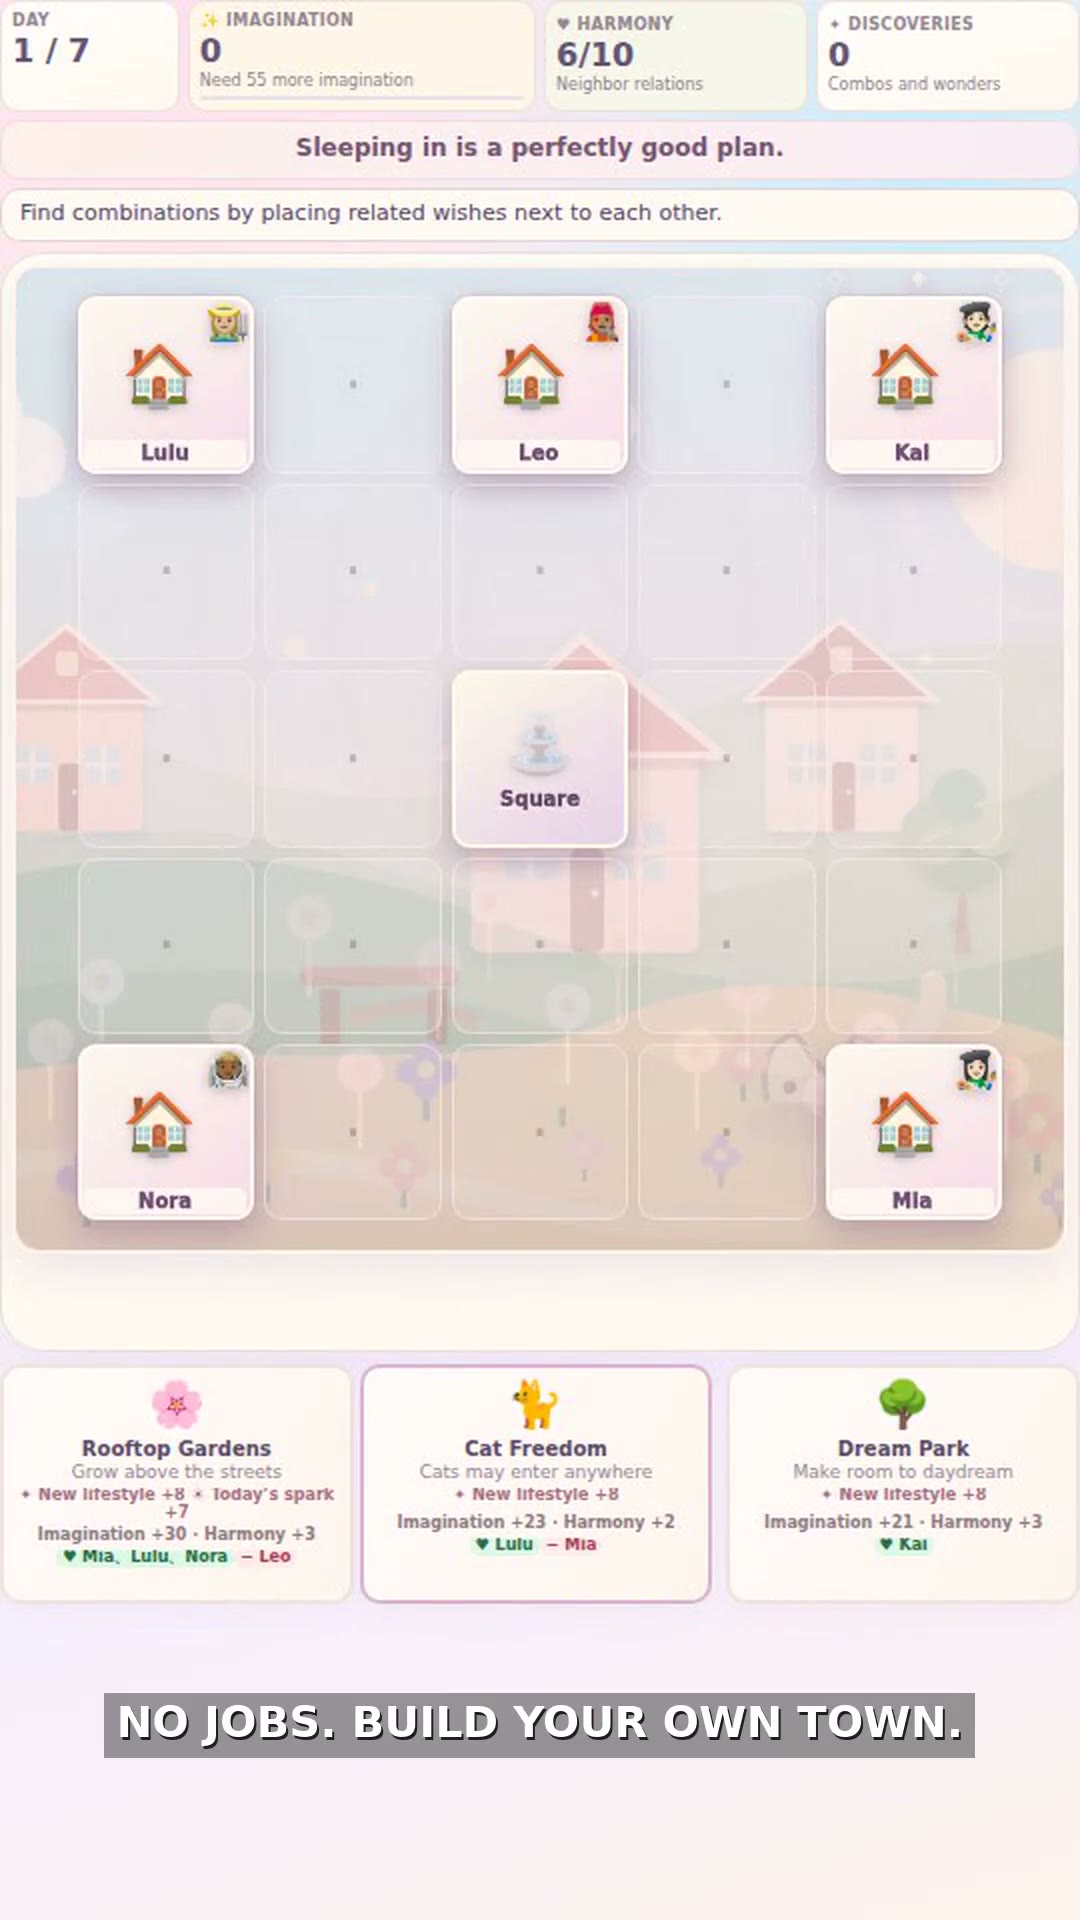 DAY
1 / 7
✨ IMAGINATION
0
Need 55 more imagination
♥ HARMONY
6/10
Neighbor relations
✦ DISCOVERIES
0
Combos and wonders
Sleeping in is a perfectly good plan.
Find combinations by placing related wishes next to each other.
Lulu
Leo
Kai
Square
Nora
Mia
Rooftop Gardens
Grow above the streets
✦ New lifestyle +8 ☀ Today's spark
+7
Imagination +30 · Harmony +3
♥ Mia、Lulu、Nora − Leo
Cat Freedom
Cats may enter anywhere
✦ New lifestyle +8
Imagination +23 · Harmony +2
♥ Lulu − Mia
Dream Park
Make room to daydream
✦ New lifestyle +8
Imagination +21 · Harmony +3
♥ Kai
NO JOBS. BUILD YOUR OWN TOWN.